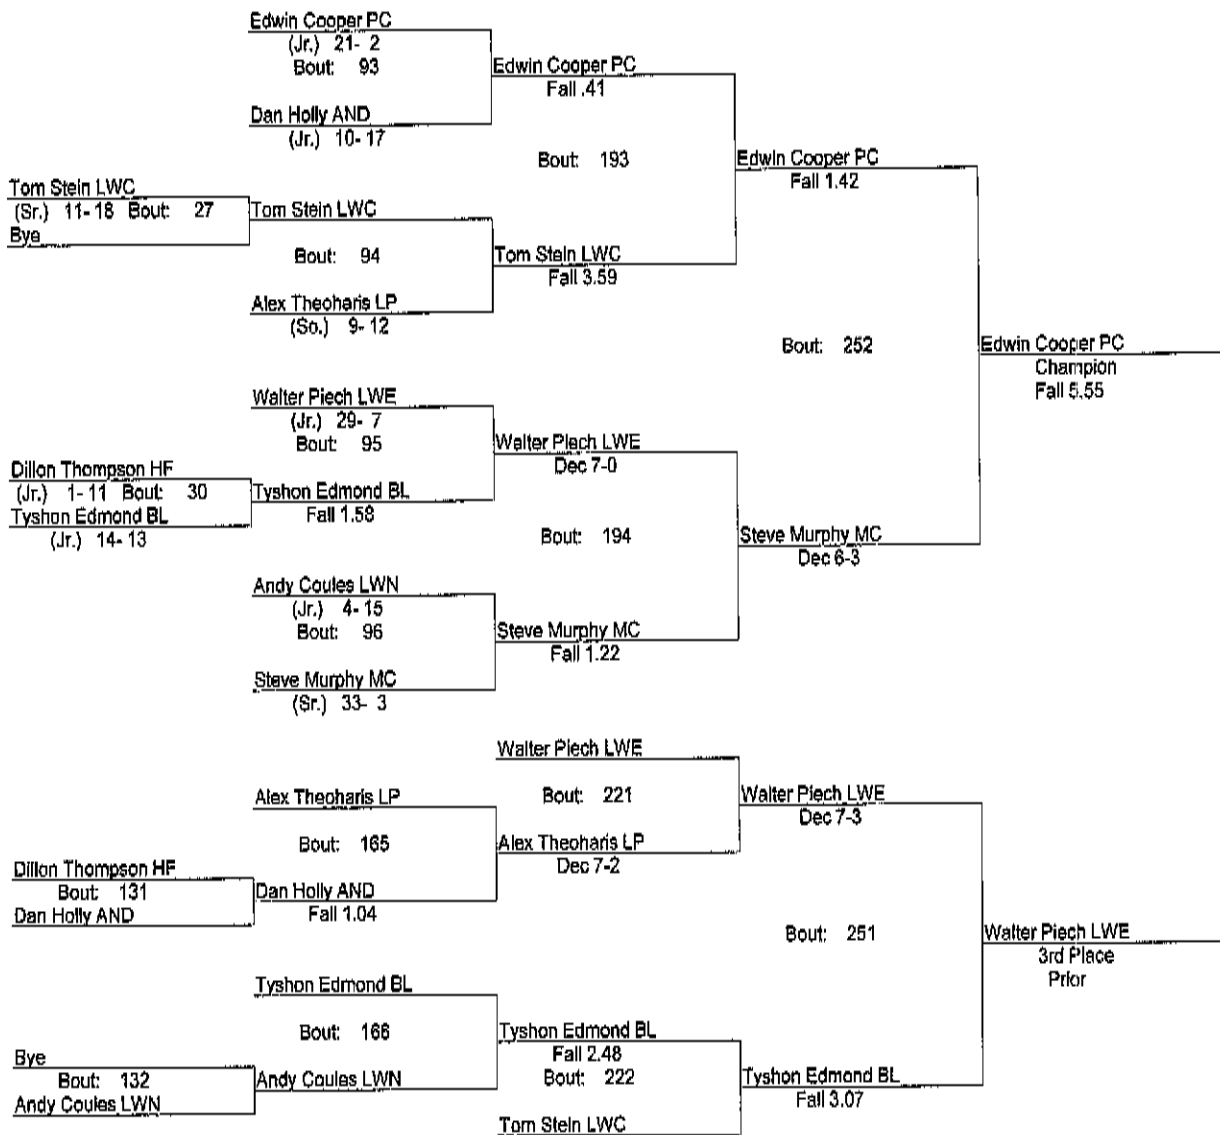 Edwin Cooper PC
(Jr.) 21- 2
Bout: 93
Edwin Cooper PC
Fall .41
Dan Holly AND
(Jr.) 10- 17
Bout: 193
Edwin Cooper PC
Fall 1.42
Tom Stein LWC
(Sr.) 11- 18 Bout: 27
Bye
Tom Stein LWC
Bout: 94
Tom Stein LWC
Fall 3.59
Alex Theoharis LP
(So.) 9- 12
Bout: 252
Edwin Cooper PC
Champion
Fall 5.55
Walter Piech LWE
(Jr.) 29- 7
Bout: 95
Walter Piech LWE
Dec 7-0
Dillon Thompson HF
(Jr.) 1- 11 Bout: 30
Tyshon Edmond BL
(Jr.) 14- 13
Tyshon Edmond BL
Fall 1.58
Bout: 194
Steve Murphy MC
Dec 6-3
Andy Coules LWN
(Jr.) 4- 15
Bout: 96
Steve Murphy MC
Fall 1.22
Steve Murphy MC
(Sr.) 33- 3
Walter Piech LWE
Bout: 221
Walter Piech LWE
Dec 7-3
Alex Theoharis LP
Bout: 165
Alex Theoharis LP
Dec 7-2
Dillon Thompson HF
Bout: 131
Dan Holly AND
Dan Holly AND
Fall 1.04
Bout: 251
Walter Piech LWE
3rd Place
Prior
Tyshon Edmond BL
Bout: 166
Tyshon Edmond BL
Fall 2.48
Bout: 222
Tyshon Edmond BL
Fall 3.07
Bye
Bout: 132
Andy Coules LWN
Andy Coules LWN
Tom Stein LWC